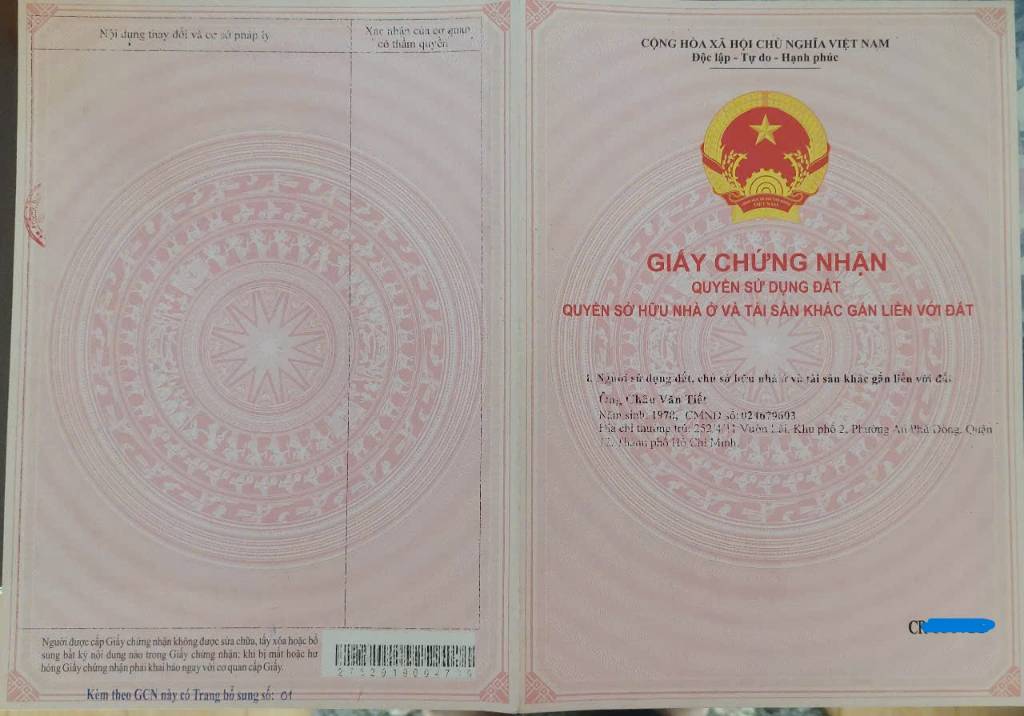 Nội dung thay đổi và cơ sở pháp lý
Xác nhận của cơ quan
có thẩm quyền
Người được cấp Giấy chứng nhận không được sửa chữa, tẩy xóa hoặc bổ
sung bất kỳ nội dung nào trong Giấy chứng nhận; khi bị mất hoặc hư
hỏng Giấy chứng nhận phải khai báo ngay với cơ quan cấp Giấy.
Kèm theo GCN này có Trang bổ sung số: 01
CỘNG HÒA XÃ HỘI CHỦ NGHĨA VIỆT NAM
Độc lập - Tự do - Hạnh phúc
VIỆT NAM
GIẤY CHỨNG NHẬN
QUYỀN SỬ DỤNG ĐẤT
QUYỀN SỞ HỮU NHÀ Ở VÀ TÀI SẢN KHÁC GẮN LIỀN VỚI ĐẤT
I. Người sử dụng đất, chủ sở hữu nhà ở và tài sản khác gắn liền với đất
Ông Châu Văn Tiết
Năm sinh: 1978, CMND số: 024679603
Địa chỉ thường trú: Vườn Lài, Khu phố 2, Phường An Phú Đông, Quận
12, Thành phố Hồ Chí Minh.